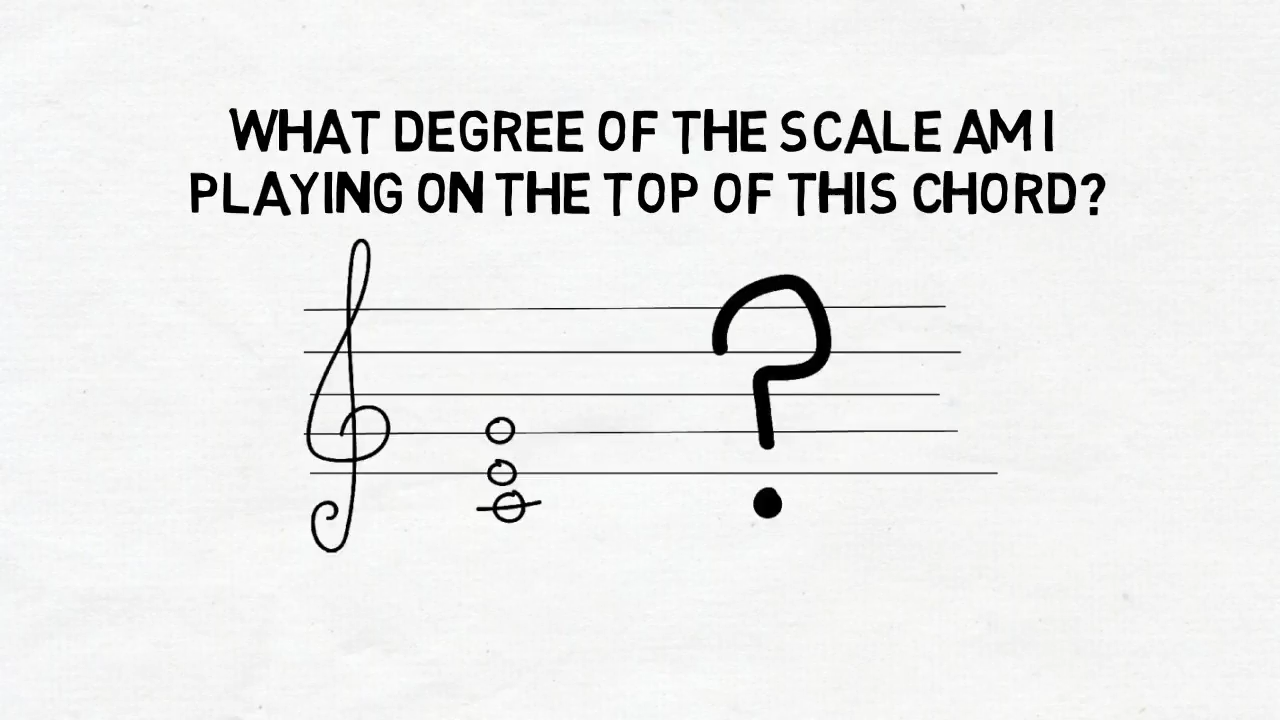 WHAT DEGREE OF THE SCALE AM I
PLAYING ON THE TOP OF THIS CHORD?